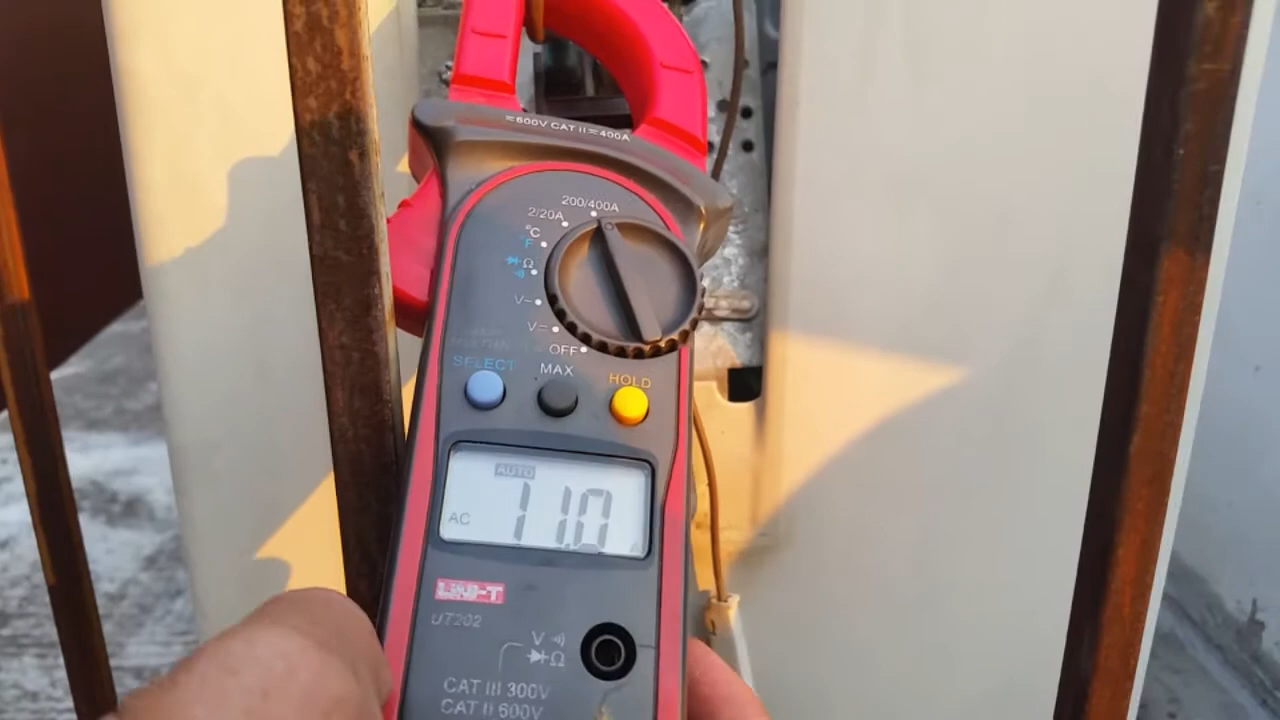 ≂600V CAT II≂400A
200/400A
2/20A
°C
°F
Ω
V~
V⎓
OFF
SELECT
MAX
HOLD
AUTO
AC 11.0
UNI-T
UT202
V
Ω
CAT III 300V
CAT II 600V